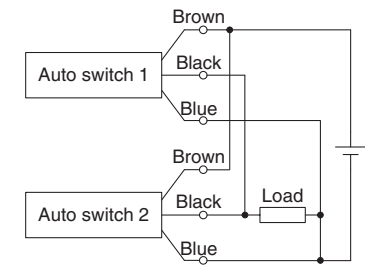 Brown
Auto switch 1
Black
Blue
Brown
Auto switch 2
Black
Load
Blue